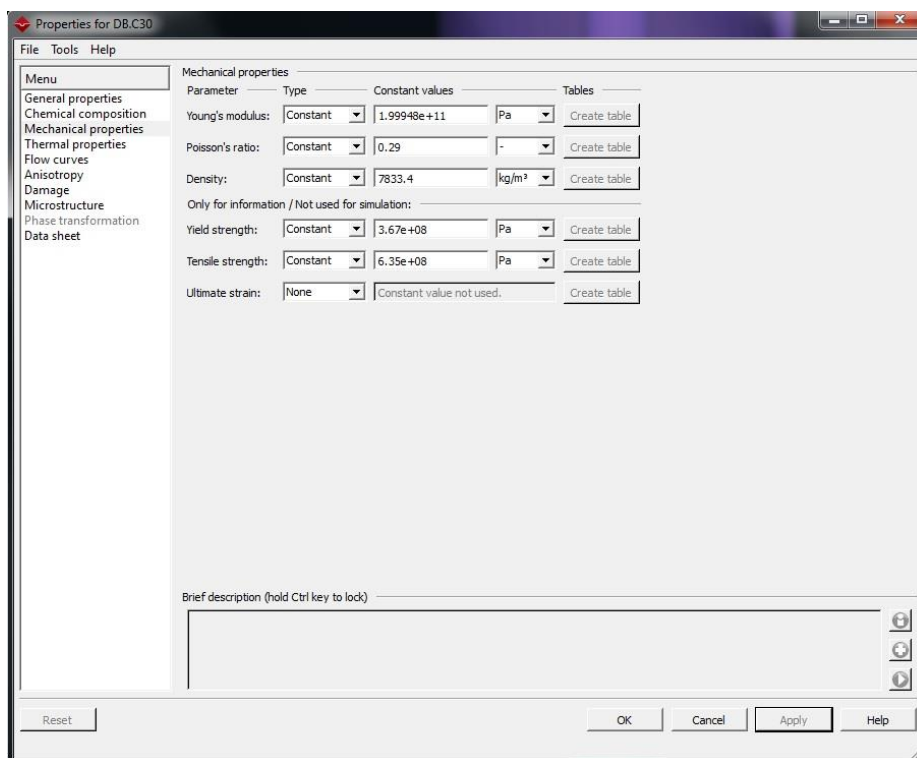 Properties for DB.C30
File Tools Help
Menu
General properties
Chemical composition
Mechanical properties
Thermal properties
Flow curves
Anisotropy
Damage
Microstructure
Phase transformation
Data sheet
Mechanical properties
Parameter Type Constant values Tables
Young's modulus: Constant 1.99948e+11 Pa Create table
Poisson's ratio: Constant 0.29 - Create table
Density: Constant 7833.4 kg/m³ Create table
Only for information / Not used for simulation:
Yield strength: Constant 3.67e+08 Pa Create table
Tensile strength: Constant 6.35e+08 Pa Create table
Ultimate strain: None Constant value not used. Create table
Brief description (hold Ctrl key to lock)
Reset OK Cancel Apply Help